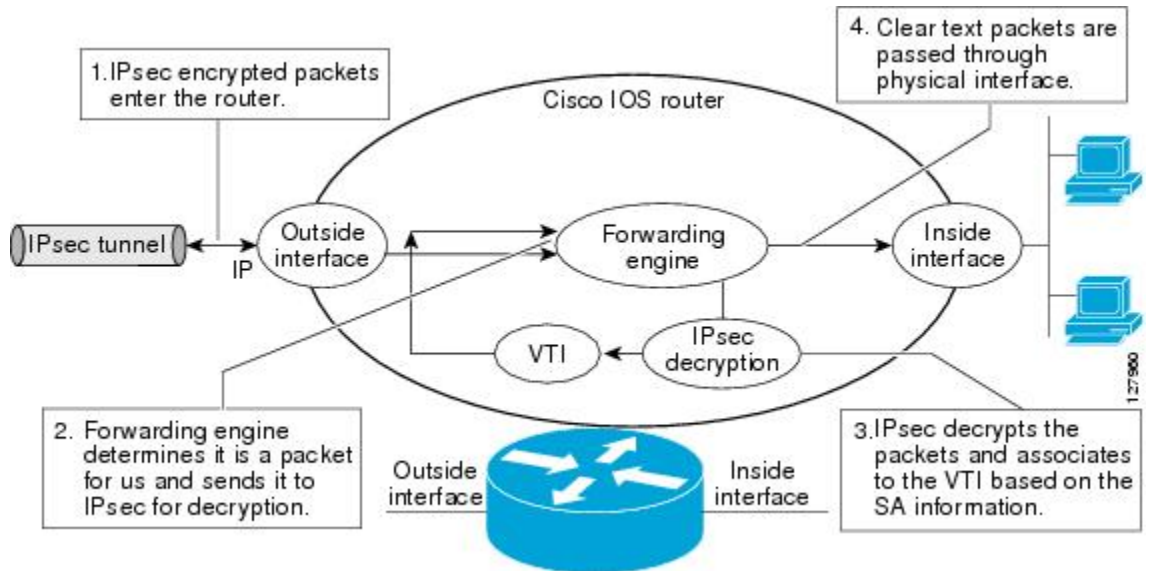 1. IPsec encrypted packets
enter the router.
4. Clear text packets are
passed through
physical interface.
Cisco IOS router
IPsec tunnel
IP
Outside
interface
Forwarding
engine
Inside
interface
VTI
IPsec
decryption
127960
2. Forwarding engine
determines it is a packet
for us and sends it to
IPsec for decryption.
Outside
interface
Inside
interface
3. IPsec decrypts the
packets and associates
to the VTI based on the
SA information.